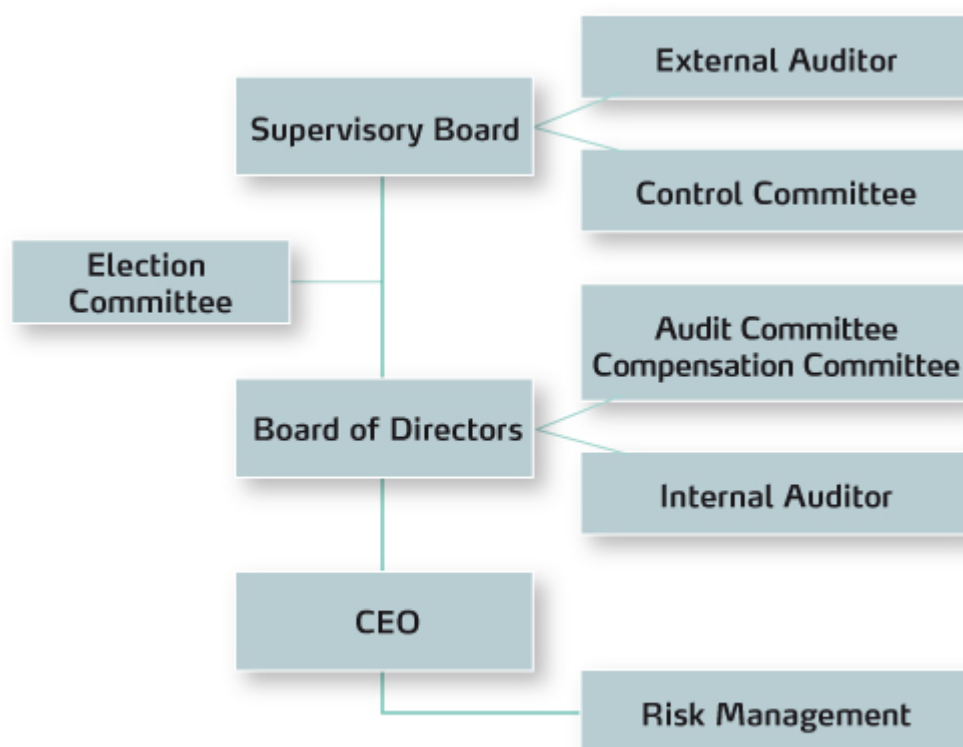 External Auditor
Supervisory Board
Control Committee
Election
Committee
Audit Committee
Compensation Committee
Board of Directors
Internal Auditor
CEO
Risk Management